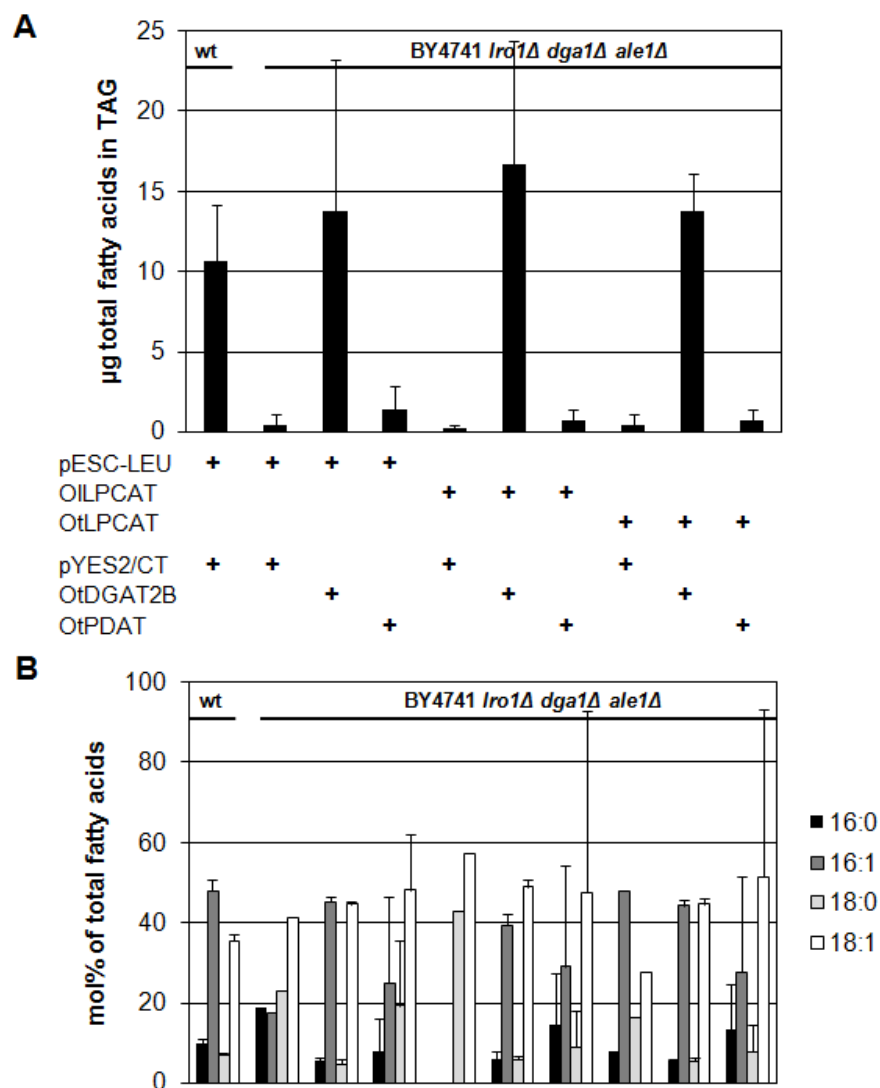 A
25
wt BY4741 lro1Δ dga1Δ ale1Δ
20
15
10
5
0
µg total fatty acids in TAG
pESC-LEU + + + +
OlLPCAT + + +
OtLPCAT + + +
pYES2/CT + + + +
OtDGAT2B + + +
OtPDAT + + +
B
100
wt BY4741 lro1Δ dga1Δ ale1Δ
80
60
40
20
0
mol% of total fatty acids
16:0
16:1
18:0
18:1